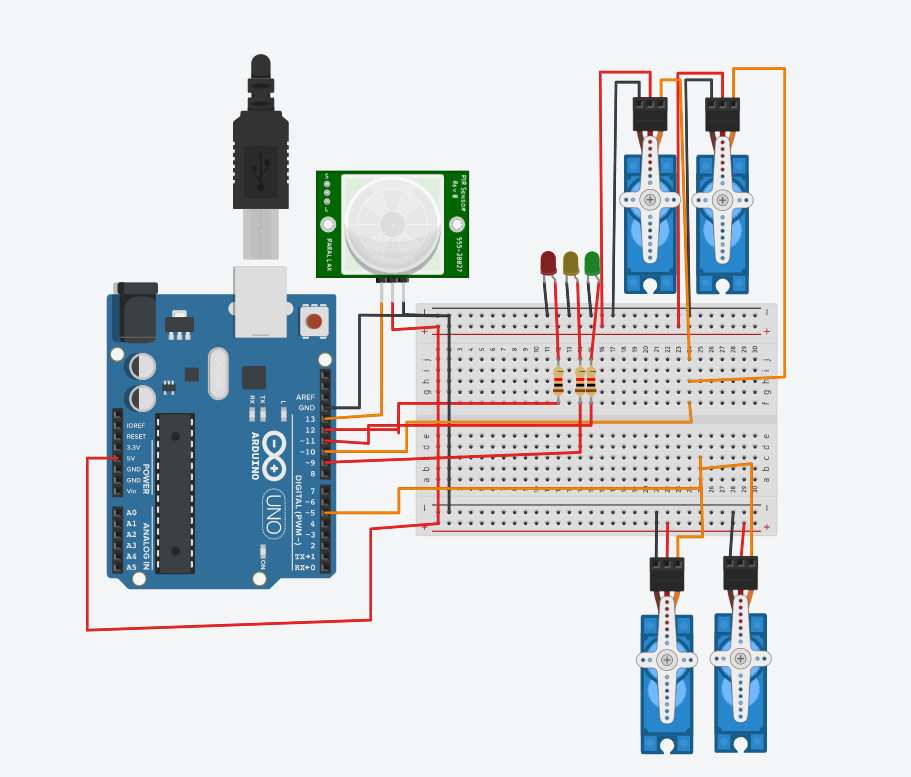 PIR Sensor
Rev B
555-28027
PARALLAX
AREF
GND
13
12
~11
~10
~9
8
7
~6
~5
4
~3
2
TX→1
RX←0
IOREF
RESET
3.3V
5V
GND
GND
Vin
A0
A1
A2
A3
A4
A5
POWER
ANALOG IN
DIGITAL (PWM~)
ARDUINO
UNO
TX
RX
L
ON